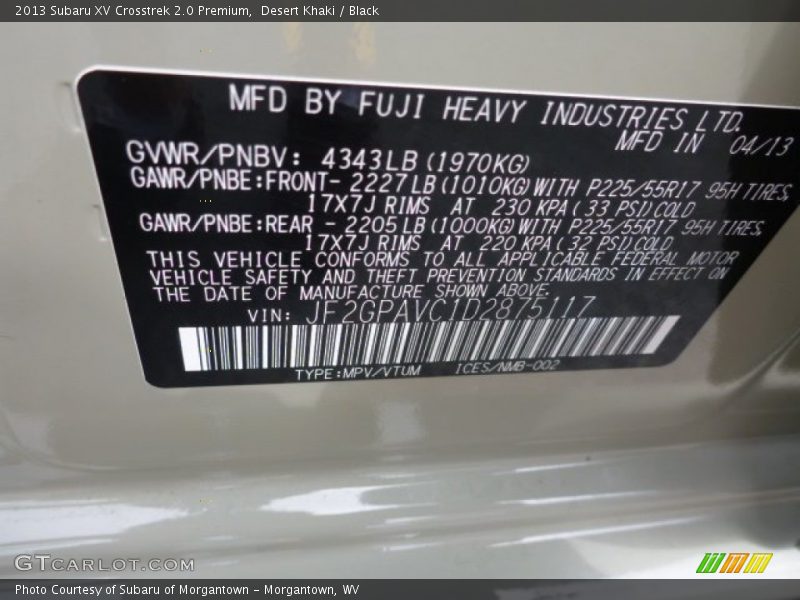 2013 Subaru XV Crosstrek 2.0 Premium, Desert Khaki / Black
MFD BY FUJI HEAVY INDUSTRIES LTD.
MFD IN 04/13
GVWR/PNBV: 4343LB (1970KG)
GAWR/PNBE:FRONT- 2227LB (1010KG) WITH P225/55R17 95H TIRES,
17X7J RIMS AT 230 KPA ( 33 PSI) COLD
GAWR/PNBE:REAR - 2205LB (1000KG) WITH P225/55R17 95H TIRES,
17X7J RIMS AT 220 KPA ( 32 PSI) COLD
THIS VEHICLE CONFORMS TO ALL APPLICABLE FEDERAL MOTOR
VEHICLE SAFETY AND THEFT PREVENTION STANDARDS IN EFFECT ON
THE DATE OF MANUFACTURE SHOWN ABOVE.
VIN: JF2GPAVC1D2875117
TYPE:MPV/VTUM ICES/NMB-002
GTCARLOT.COM
Photo Courtesy of Subaru of Morgantown - Morgantown, WV